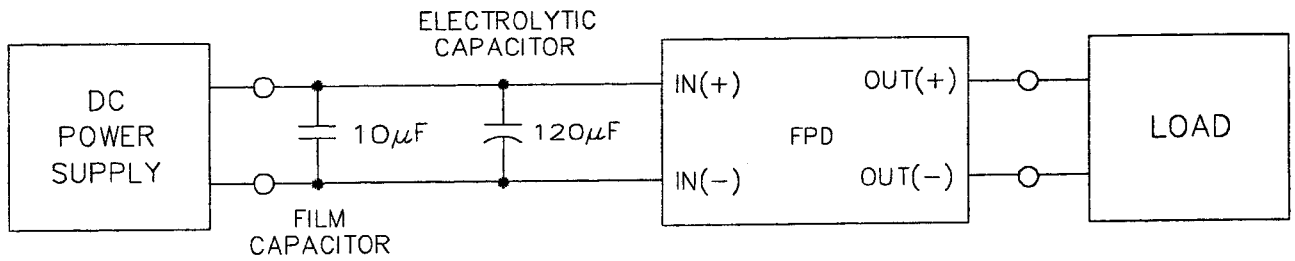 ELECTROLYTIC
CAPACITOR
DC
POWER
SUPPLY
10μF
120μF
FILM
CAPACITOR
IN(+)
IN(−)
FPD
OUT(+)
OUT(−)
LOAD